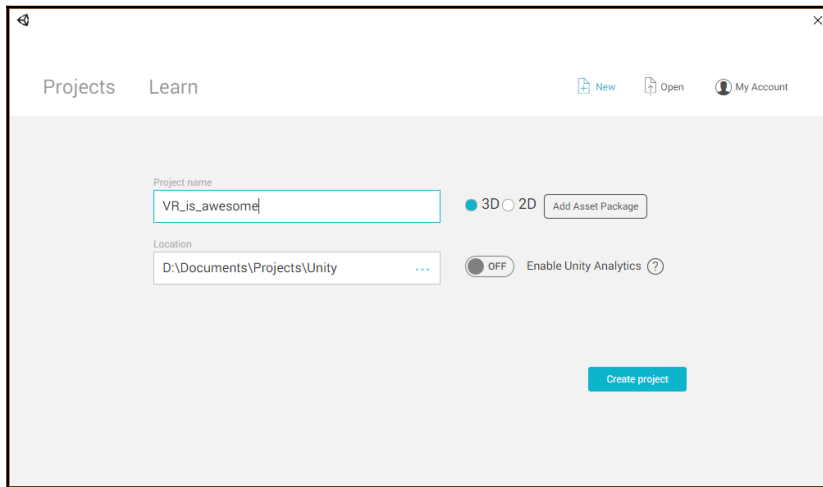 Projects Learn New Open My Account
Project name
VR_is_awesome 3D 2D Add Asset Package
Location
D:\Documents\Projects\Unity ... OFF Enable Unity Analytics ?
Create project